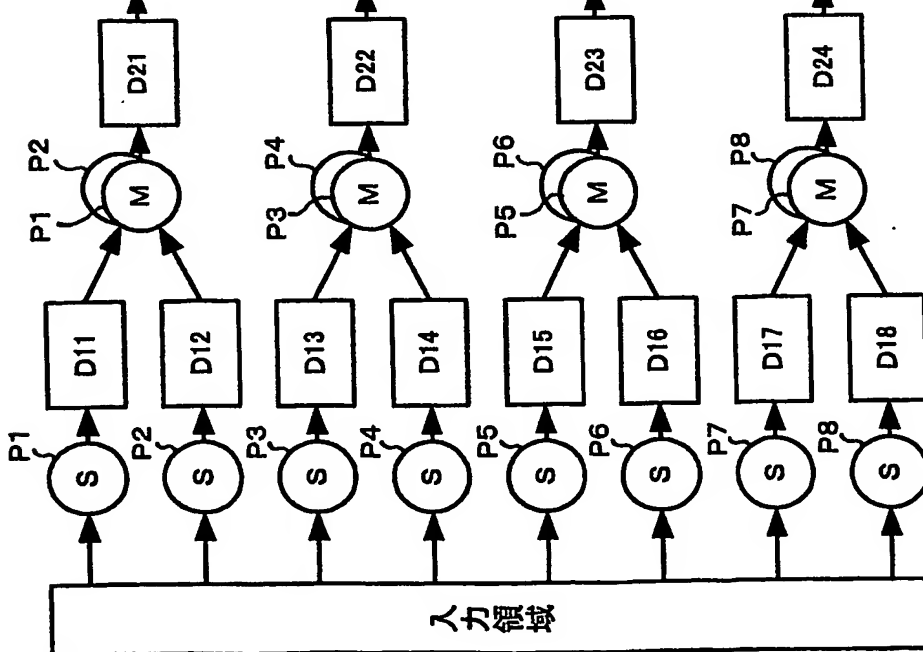 入力領域
P1
P2
P3
P4
P5
P6
P7
P8
S
S
S
S
S
S
S
S
D11
D12
D13
D14
D15
D16
D17
D18
P1
P2
M
P3
P4
M
P5
P6
M
P7
P8
M
D21
D22
D23
D24